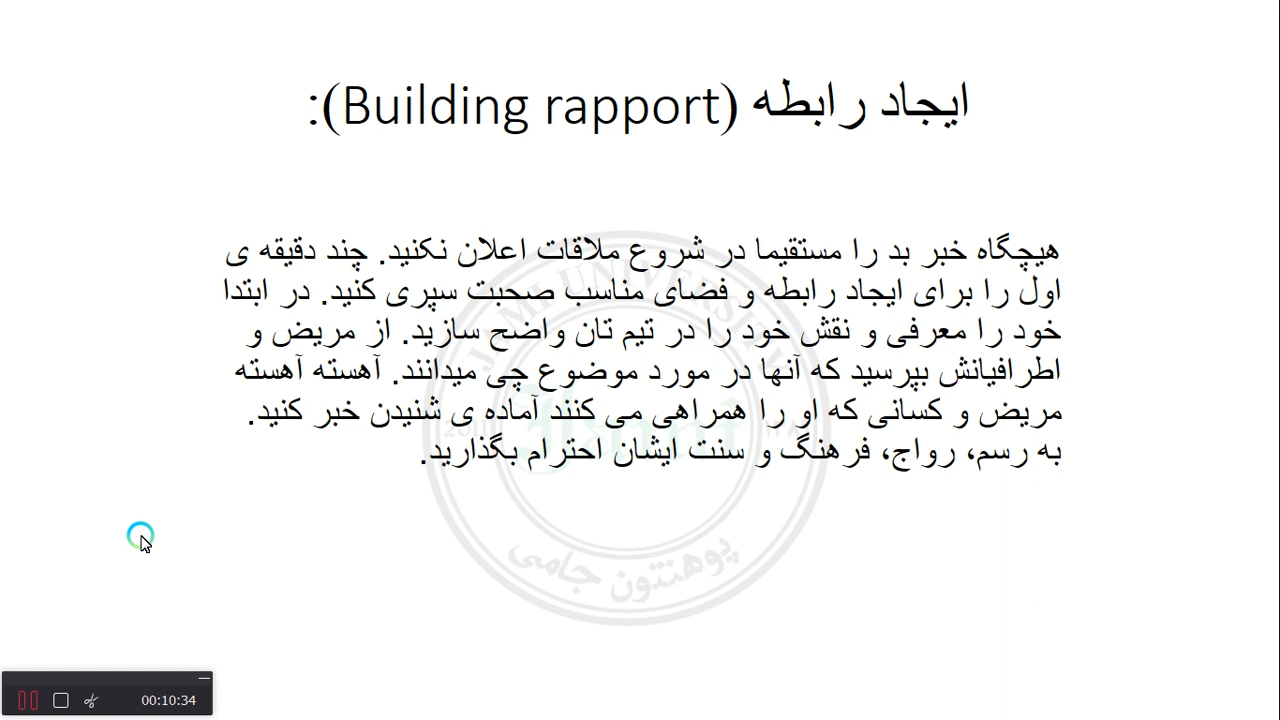 ایجاد رابطه (Building rapport):
هیچگاه خبر بد را مستقیما در شروع ملاقات اعلان نکنید. چند دقیقه ی
اول را برای ایجاد رابطه و فضای مناسب صحبت سپری کنید. در ابتدا
خود را معرفی و نقش خود را در تیم تان واضح سازید. از مریض و
اطرافیانش بپرسید که آنها در مورد موضوع چی میدانند. آهسته آهسته
مریض و کسانی که او را همراهی می کنند آماده ی شنیدن خبر کنید.
به رسم، رواج، فرهنگ و سنت ایشان احترام بگذارید.
JAMI UNIVERSITY
پوهنتون جامی
00:10:34